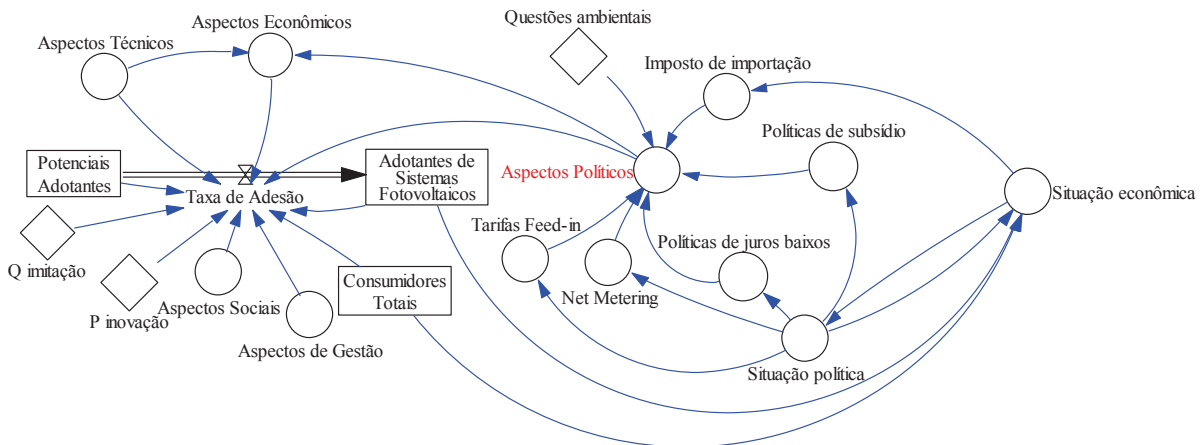 Questões ambientais
Aspectos Econômicos
Aspectos Técnicos
Imposto de importação
Políticas de subsídio
Potenciais
Adotantes
Adotantes de
Sistemas
Fotovoltaicos
Aspectos Políticos
Taxa de Adesão
Situação econômica
Tarifas Feed-in
Políticas de juros baixos
Q imitação
Consumidores
Totais
Net Metering
Aspectos Sociais
P inovação
Aspectos de Gestão
Situação política